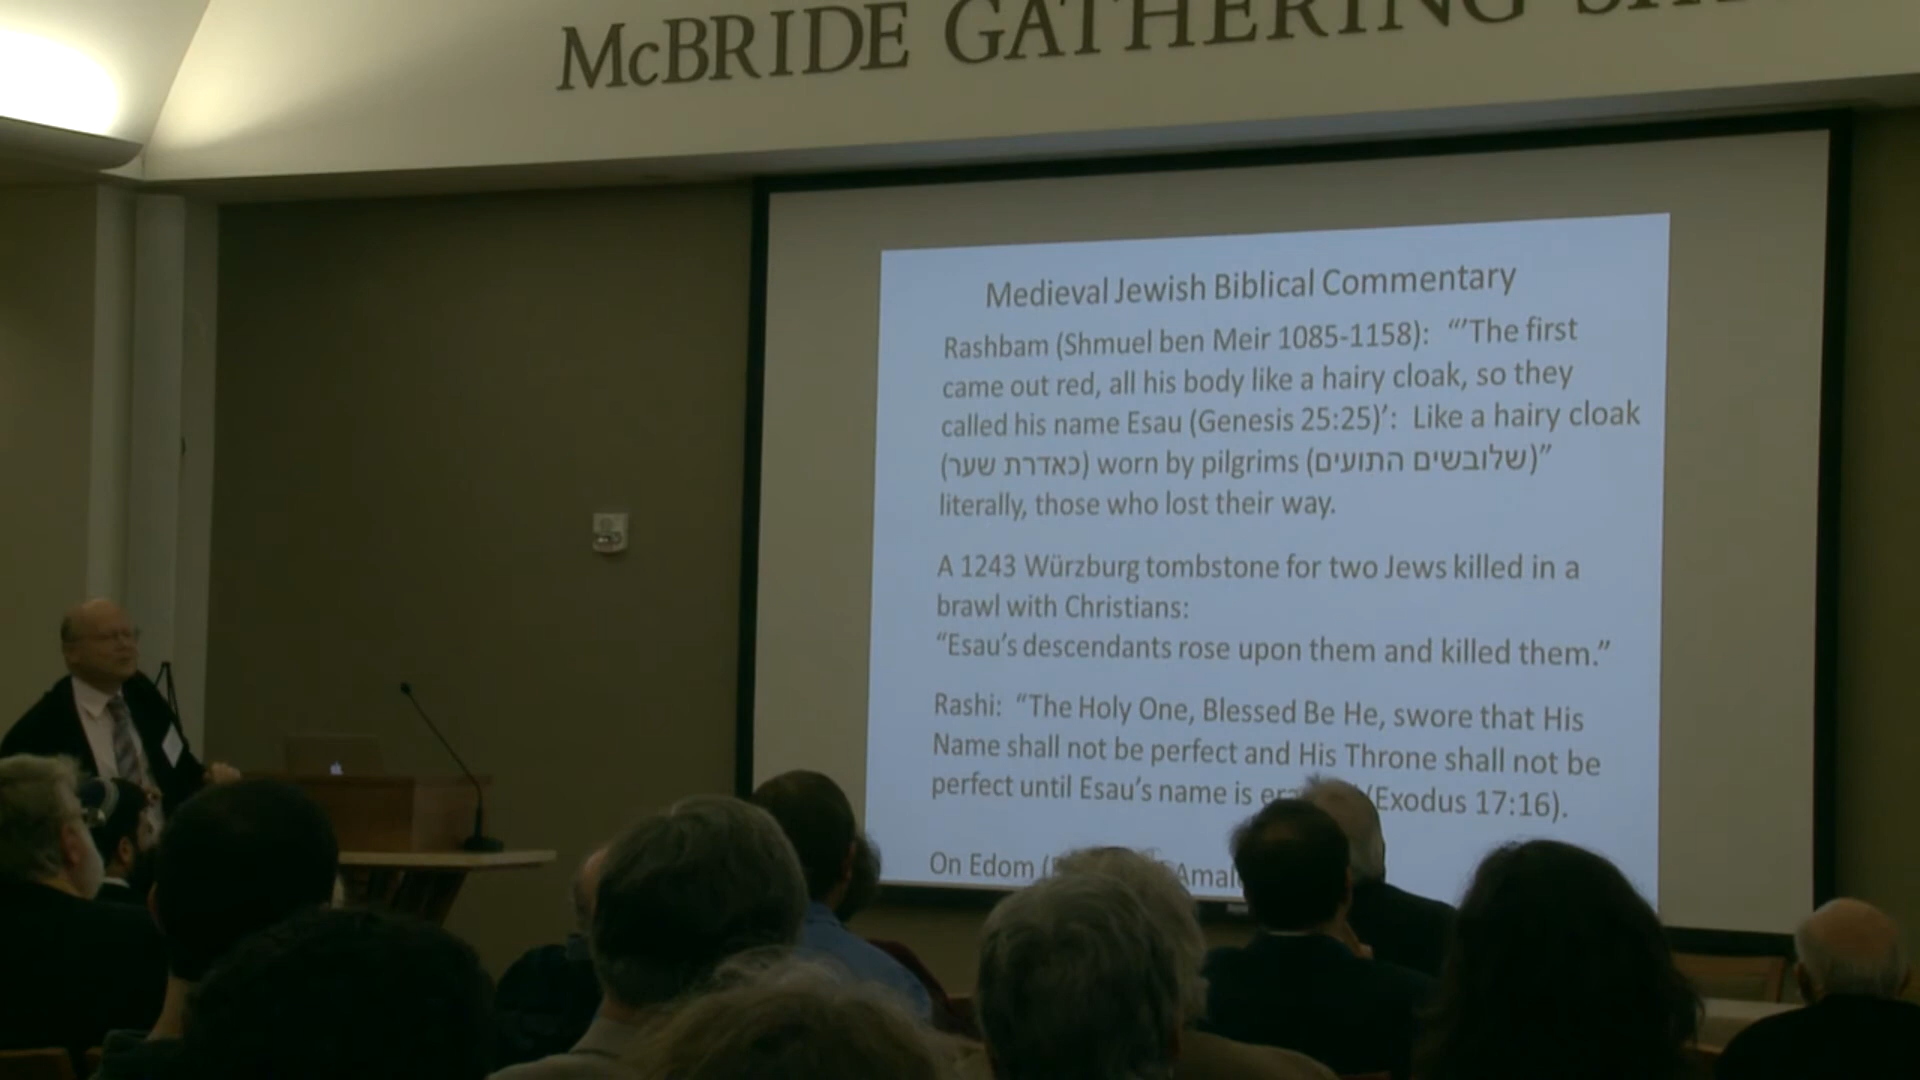 McBRIDE GATHERING
Medieval Jewish Biblical Commentary
Rashbam (Shmuel ben Meir 1085-1158): “‘The first
came out red, all his body like a hairy cloak, so they
called his name Esau (Genesis 25:25)’: Like a hairy cloak
(כאדרת שער) worn by pilgrims (שלובשים התועים)”
literally, those who lost their way.
A 1243 Würzburg tombstone for two Jews killed in a
brawl with Christians:
“Esau’s descendants rose upon them and killed them.”
Rashi: “The Holy One, Blessed Be He, swore that His
Name shall not be perfect and His Throne shall not be
perfect until Esau’s name is (Exodus 17:16).
On Edom (